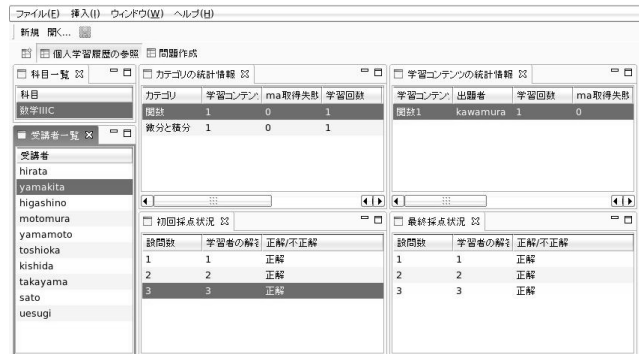 ファイル(F) 挿入(I) ウィンドウ(W) ヘルプ(H)
新規 開く...
個人学習履歴の参照 問題作成
科目一覧
科目
数学IIIC
受講者一覧
受講者
hirata
yamakita
higashino
motomura
yamamoto
toshioka
kishida
takayama
sato
uesugi
カテゴリの統計情報
カテゴリ 学習コンテン: ma取得失敗 学習回数
関数 1 0 1
微分と積分 1 0 1
学習コンテンツの統計情報
学習コンテン: 出題者 学習回数 ma取得失敗
関数1 kawamura 1 0
初回採点状況
設問数 学習者の解答 正解/不正解
1 1 正解
2 2 正解
3 3 正解
最終採点状況
設問数 学習者の解答 正解/不正解
1 1 正解
2 2 正解
3 3 正解